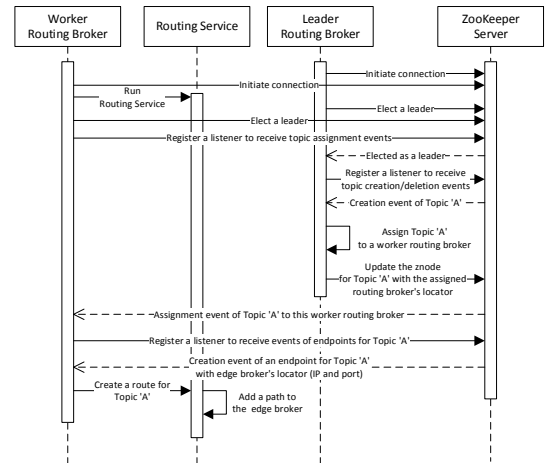 Worker
Routing Broker
Routing Service
Leader
Routing Broker
ZooKeeper
Server
Initiate connection
Initiate connection
Run
Routing Service
Elect a leader
Elect a leader
Register a listener to receive topic assignment events
Elected as a leader
Register a listener to receive
topic creation/deletion events
Creation event of Topic 'A'
Assign Topic 'A'
to a worker routing broker
Update the znode
for Topic 'A' with the assigned
routing broker's locator
Assignment event of Topic 'A' to this worker routing broker
Register a listener to receive events of endpoints for Topic 'A'
Creation event of an endpoint for Topic 'A'
with edge broker's locator (IP and port)
Create a route for
Topic 'A'
Add a path to
the edge broker